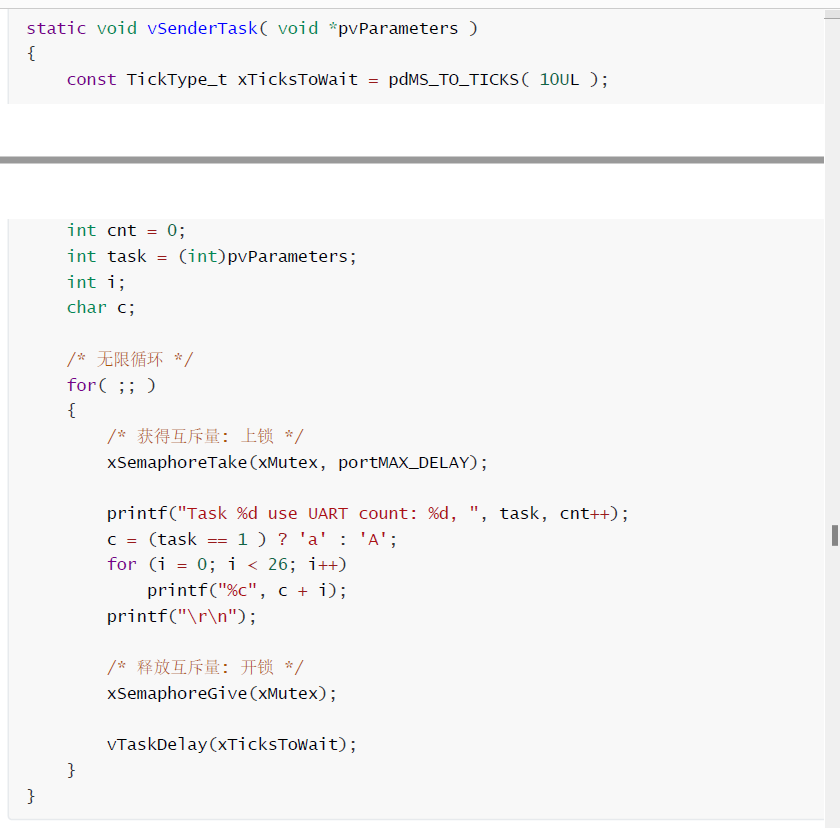 static void vSenderTask( void *pvParameters )
{
    const TickType_t xTicksToWait = pdMS_TO_TICKS( 10UL );
    int cnt = 0;
    int task = (int)pvParameters;
    int i;
    char c;
    /* 无限循环 */
    for( ;; )
    {
        /* 获得互斥量: 上锁 */
        xSemaphoreTake(xMutex, portMAX_DELAY);
        printf("Task %d use UART count: %d, ", task, cnt++);
        c = (task == 1 ) ? 'a' : 'A';
        for (i = 0; i < 26; i++)
            printf("%c", c + i);
        printf("\r\n");
        /* 释放互斥量: 开锁 */
        xSemaphoreGive(xMutex);
        vTaskDelay(xTicksToWait);
    }
}